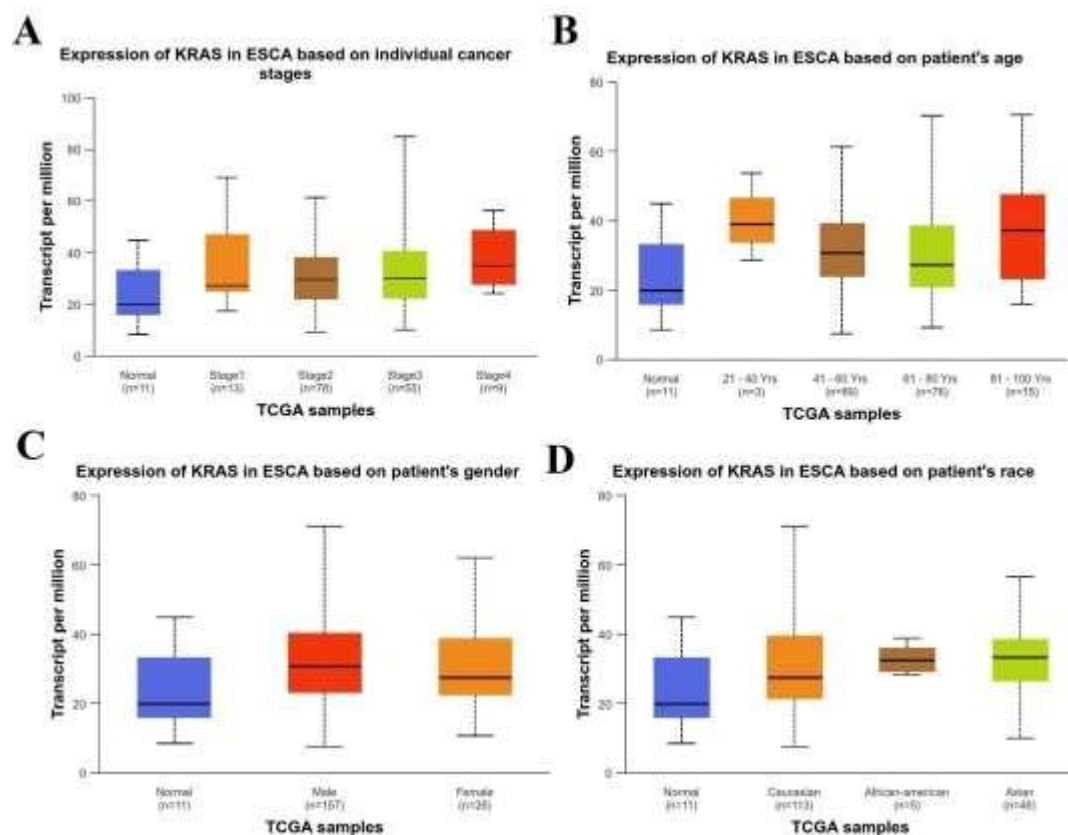 A
Expression of KRAS in ESCA based on individual cancer
stages
Transcript per million
100
80
60
40
20
0
Normal
(n=11)
Stage1
(n=13)
Stage2
(n=78)
Stage3
(n=55)
Stage4
(n=9)
TCGA samples
B
Expression of KRAS in ESCA based on patient's age
Transcript per million
80
60
40
20
0
Normal
(n=11)
21 - 40 Yrs
(n=3)
41 - 60 Yrs
61 - 80 Yrs
81 - 100 Yrs
(n=15)
TCGA samples
C
Expression of KRAS in ESCA based on patient's gender
Transcript per million
80
60
40
20
0
Normal
(n=11)
Male
(n=157)
Female
(n=26)
TCGA samples
D
Expression of KRAS in ESCA based on patient's race
Transcript per million
80
60
40
20
0
Normal
(n=11)
Caucasian
(n=113)
African-american
Asian
TCGA samples